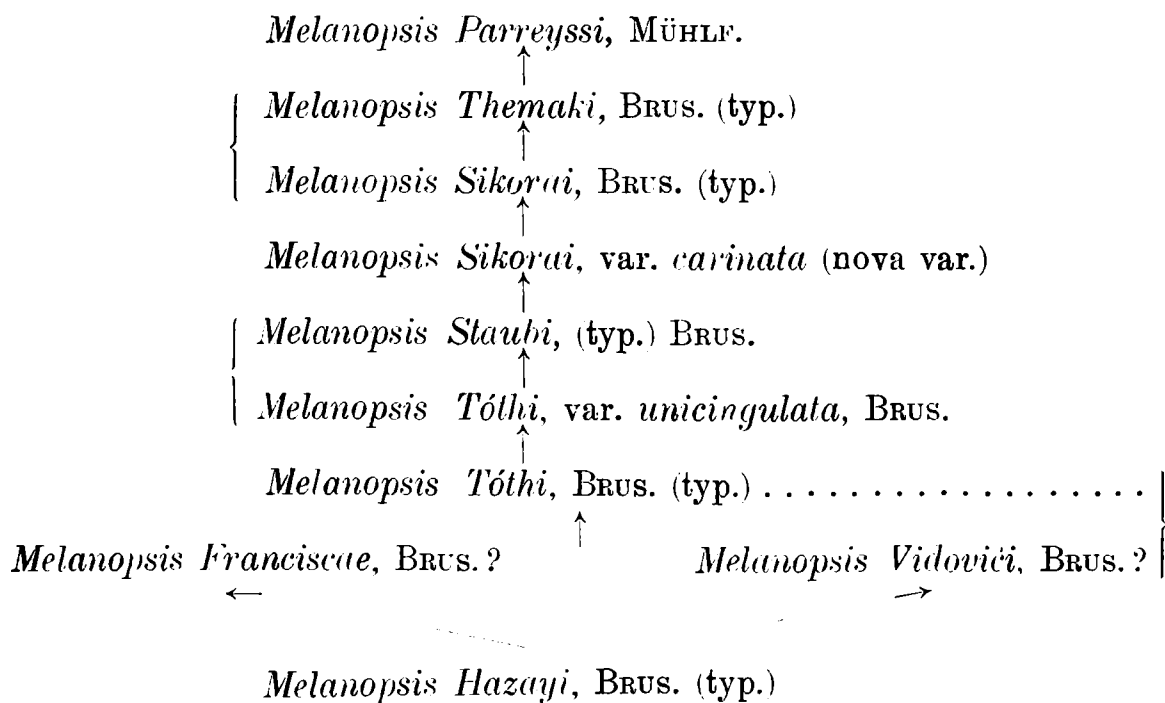 Melanopsis Parreyssi, MÜHLF.
Melanopsis Themaki, BRUS. (typ.)
Melanopsis Sikorai, BRUS. (typ.)
Melanopsis Sikorai, var. carinata (nova var.)
Melanopsis Staubi, (typ.) BRUS.
Melanopsis Tóthi, var. unicingulata, BRUS.
Melanopsis Tóthi, BRUS. (typ.) . . . . . . . . . . . . . . . . . . .
Melanopsis Franciscae, BRUS. ? Melanopsis Vidovići, BRUS. ?
Melanopsis Hazayi, BRUS. (typ.)